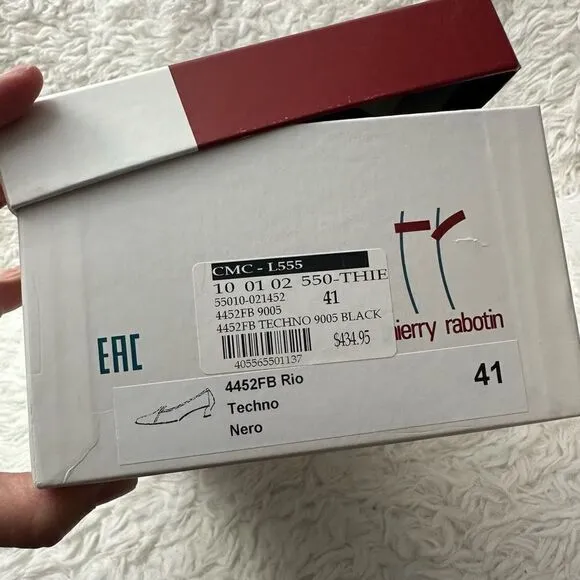 CMC - L555
10 01 02 550-THIE
55010-021452 41
4452FB 9005
4452FB TECHNO 9005 BLACK
$434.95
405565501137
hierry rabotin
EAC
4452FB Rio
41
Techno
Nero